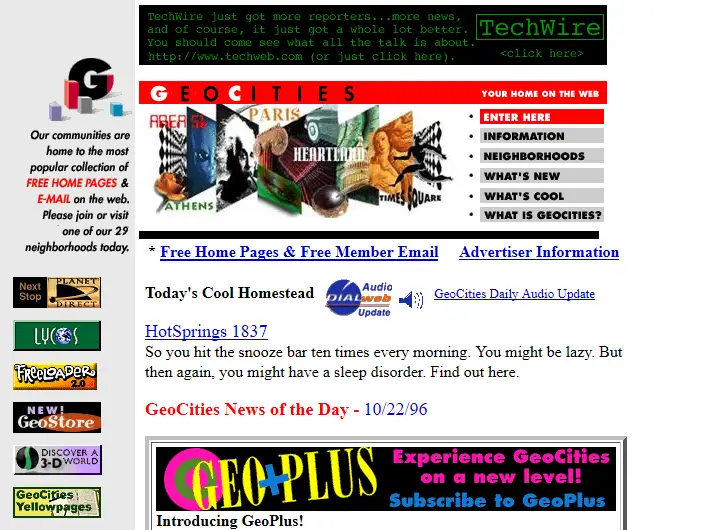 TechWire just got more reporters...more news,
and of course, it just got a whole lot better.
You should come see what all the talk is about.
http://www.techweb.com (or just click here).
TechWire
<click here>
G
Our communities are
home to the most
popular collection of
FREE HOME PAGES &
E-MAIL on the web.
Please join or visit
one of our 29
neighborhoods today.
GEOCITIES
YOUR HOME ON THE WEB
AREA
PARIS
HEARTLAND
ATHENS
TIMES SQUARE
• ENTER HERE
• INFORMATION
• NEIGHBORHOODS
• WHAT'S NEW
• WHAT'S COOL
• WHAT IS GEOCITIES?
* Free Home Pages & Free Member Email Advertiser Information
Next
Stop
PLANET
DIRECT
LYCOS
FREELOADER
2.0
NEW!
GeoStore
DISCOVER A
3-D WORLD
GeoCities
Yellowpages
Today's Cool Homestead
Audio
DIALweb
Update
GeoCities Daily Audio Update
HotSprings 1837
So you hit the snooze bar ten times every morning. You might be lazy. But
then again, you might have a sleep disorder. Find out here.
GeoCities News of the Day - 10/22/96
GEO+PLUS
Experience GeoCities
on a new level!
Subscribe to GeoPlus
Introducing GeoPlus!